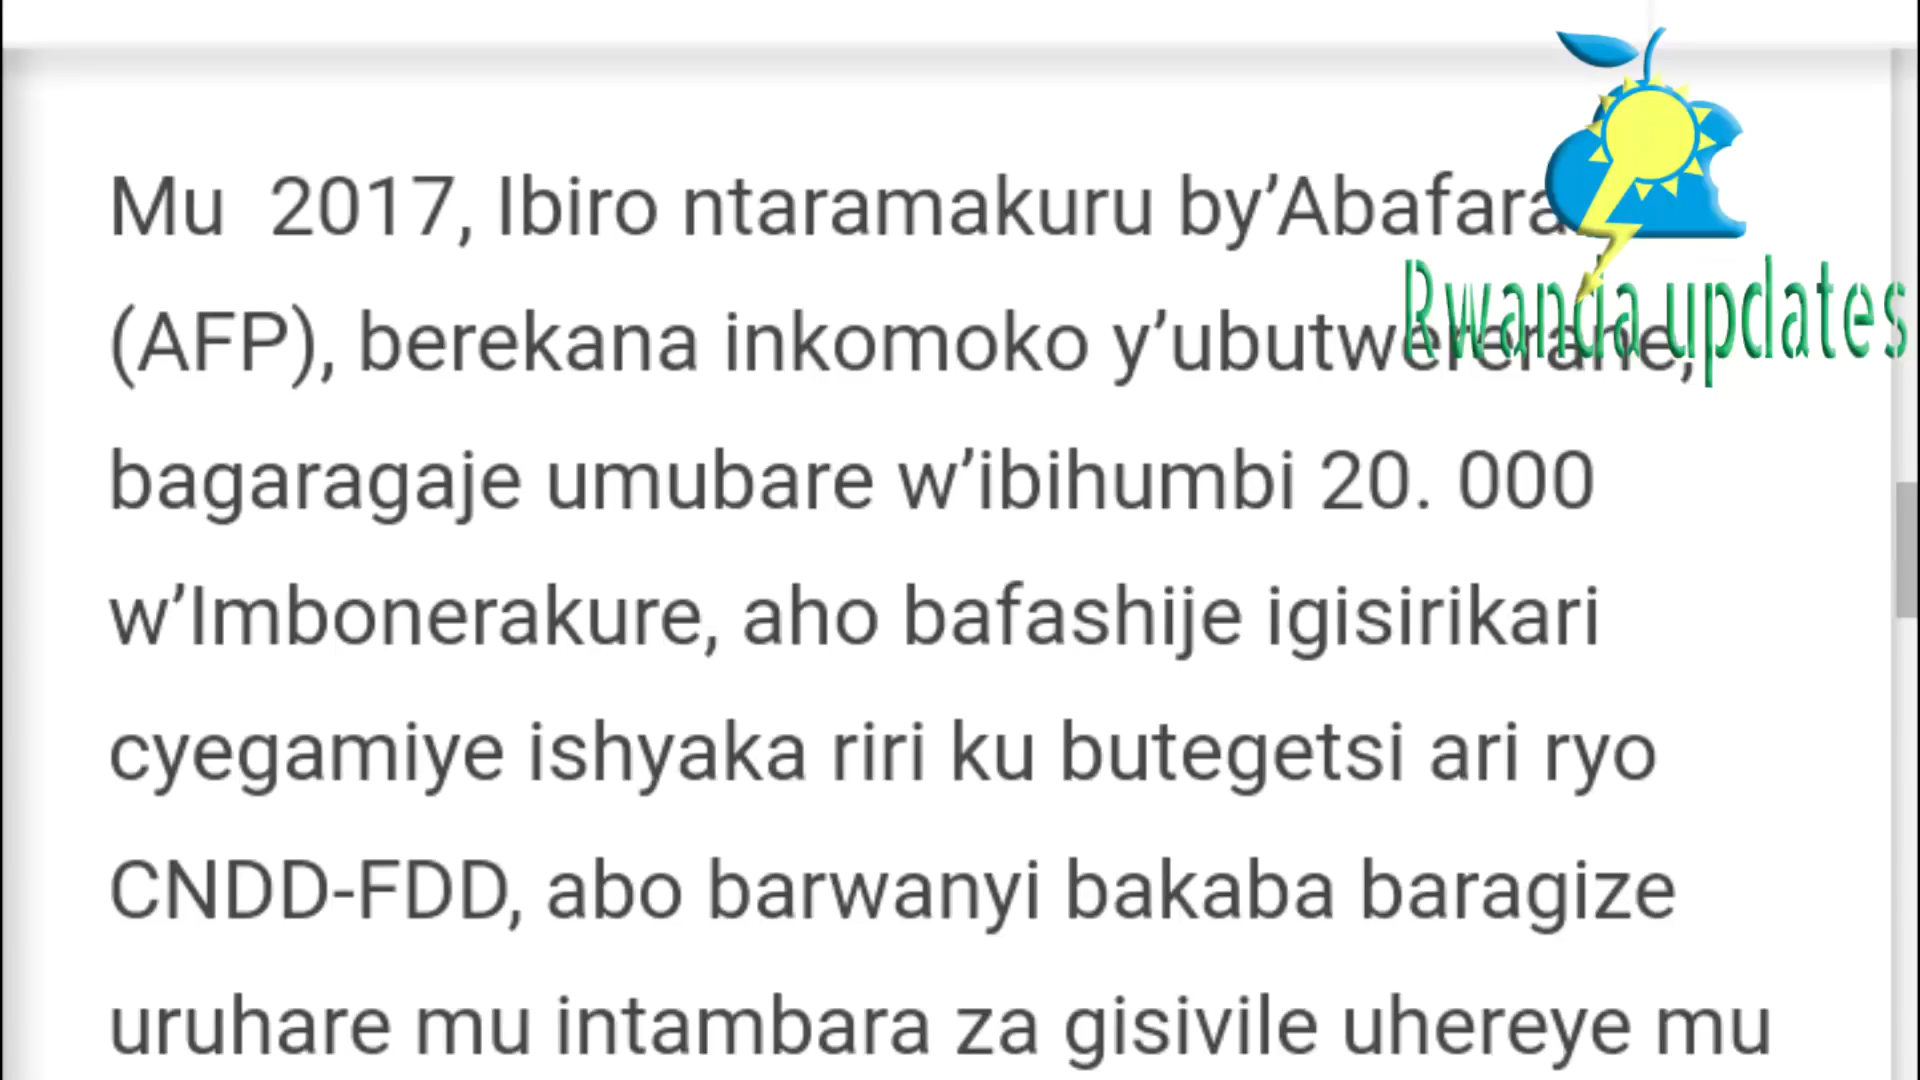 Mu 2017, Ibiro ntaramakuru by’Abafara
(AFP), berekana inkomoko y’ubutwererane,
Rwanda updates
bagaragaje umubare w’ibihumbi 20. 000
w’Imbonerakure, aho bafashije igisirikari
cyegamiye ishyaka riri ku butegetsi ari ryo
CNDD-FDD, abo barwanyi bakaba baragize
uruhare mu intambara za gisivile uhereye mu